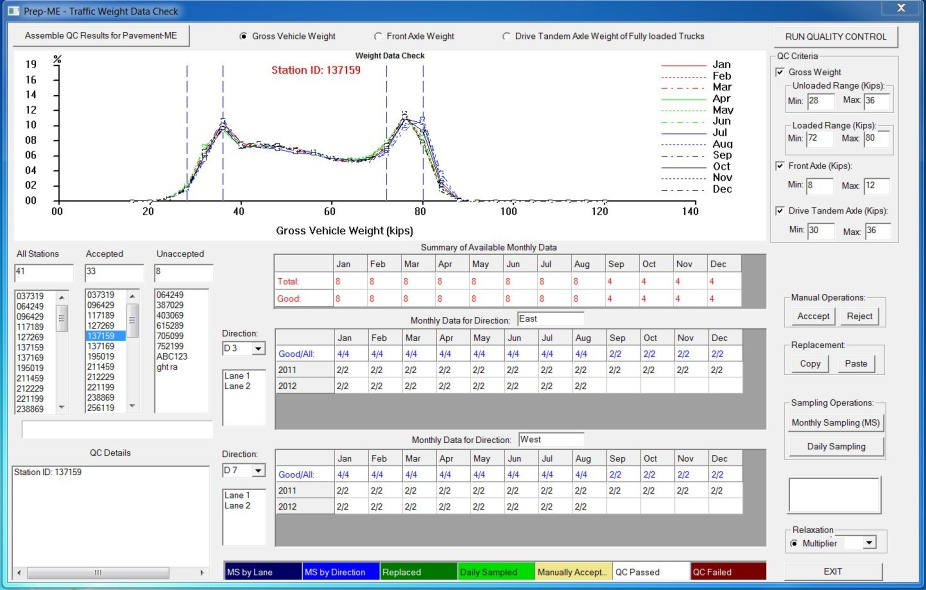 Prep-ME - Traffic Weight Data Check
Assemble QC Results for Pavement-ME
Gross Vehicle Weight
Front Axle Weight
Drive Tandem Axle Weight of Fully loaded Trucks
RUN QUALITY CONTROL
Weight Data Check
%
Station ID: 137159
19
16
14
12
10
08
06
04
02
00
00 20 40 60 80 100 120 140
Gross Vehicle Weight (kips)
Jan
Feb
Mar
Apr
May
Jun
Jul
Aug
Sep
Oct
Nov
Dec
QC Criteria
Gross Weight
Unloaded Range (Kips):
Min: 28 Max: 36
Loaded Range (Kips):
Min: 72 Max: 80
Front Axle (Kips):
Min: 8 Max: 12
Drive Tandem Axle (Kips):
Min: 30 Max: 36
All Stations Accepted Unaccepted
41 33 8
037319
064249
096429
117189
127269
137159
137169
195019
211459
212229
221199
238869
037319
096429
117189
127269
137159
137169
195019
211459
212229
221199
238869
256119
064249
387029
403069
615289
705099
752199
ABC123
ght ra
QC Details
Station ID: 137159
Summary of Available Monthly Data
Jan Feb Mar Apr May Jun Jul Aug Sep Oct Nov Dec
Total: 8 8 8 8 8 8 8 8 4 4 4 4
Good: 8 8 8 8 8 8 8 8 4 4 4 4
Monthly Data for Direction: East
Direction:
D 3
Lane 1
Lane 2
Jan Feb Mar Apr May Jun Jul Aug Sep Oct Nov Dec
Good/All: 4/4 4/4 4/4 4/4 4/4 4/4 4/4 4/4 2/2 2/2 2/2 2/2
2011 2/2 2/2 2/2 2/2 2/2 2/2 2/2 2/2 2/2 2/2 2/2 2/2
2012 2/2 2/2 2/2 2/2 2/2 2/2 2/2 2/2
Monthly Data for Direction: West
Direction:
D 7
Lane 1
Lane 2
Jan Feb Mar Apr May Jun Jul Aug Sep Oct Nov Dec
Good/All: 4/4 4/4 4/4 4/4 4/4 4/4 4/4 4/4 2/2 2/2 2/2 2/2
2011 2/2 2/2 2/2 2/2 2/2 2/2 2/2 2/2 2/2 2/2 2/2 2/2
2012 2/2 2/2 2/2 2/2 2/2 2/2 2/2 2/2
MS by Lane MS by Direction Replaced Daily Sampled Manually Accept.. QC Passed QC Failed
Manual Operations:
Acccept Reject
Replacement:
Copy Paste
Sampling Operations:
Monthly Sampling (MS)
Daily Sampling
Relaxation
Multiplier
EXIT